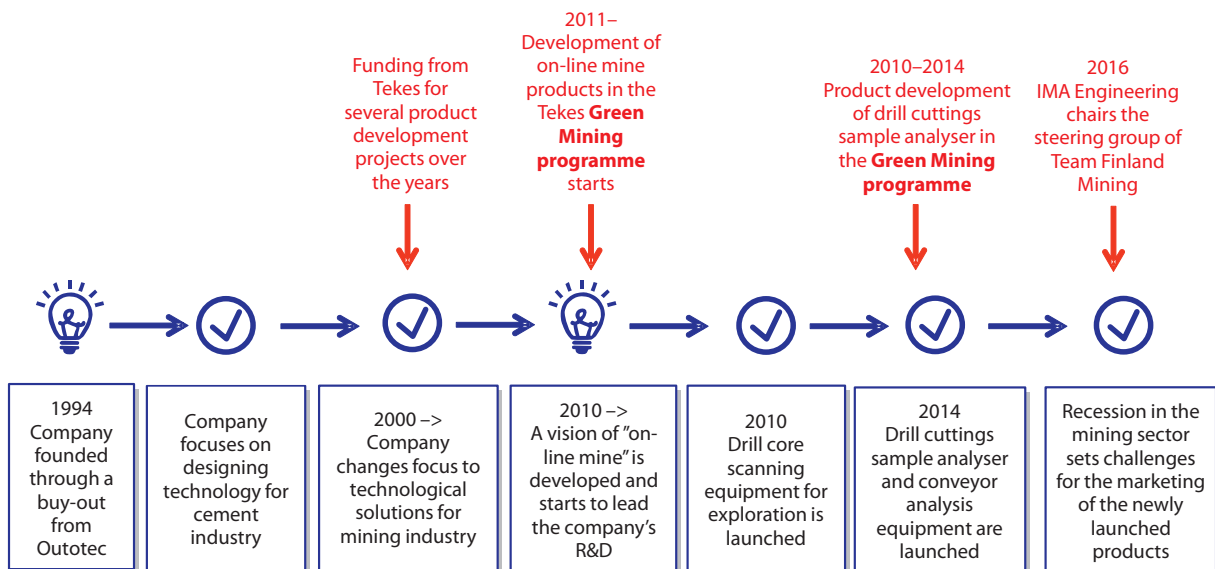 Funding from
Tekes for
several product
development
projects over
the years
2011–
Development of
on-line mine
products in the
Tekes Green
Mining
programme
starts
2010–2014
Product development
of drill cuttings
sample analyser in
the Green Mining
programme
2016
IMA Engineering
chairs the
steering group of
Team Finland
Mining
1994
Company
founded
through a
buy-out
from
Outotec
Company
focuses on
designing
technology for
cement
industry
2000 –>
Company
changes focus to
technological
solutions for
mining industry
2010 –>
A vision of ”on-
line mine” is
developed and
starts to lead
the company’s
R&D
2010
Drill core
scanning
equipment for
exploration is
launched
2014
Drill cuttings
sample analyser
and conveyor
analysis
equipment are
launched
Recession in the
mining sector
sets challenges
for the marketing
of the newly
launched
products